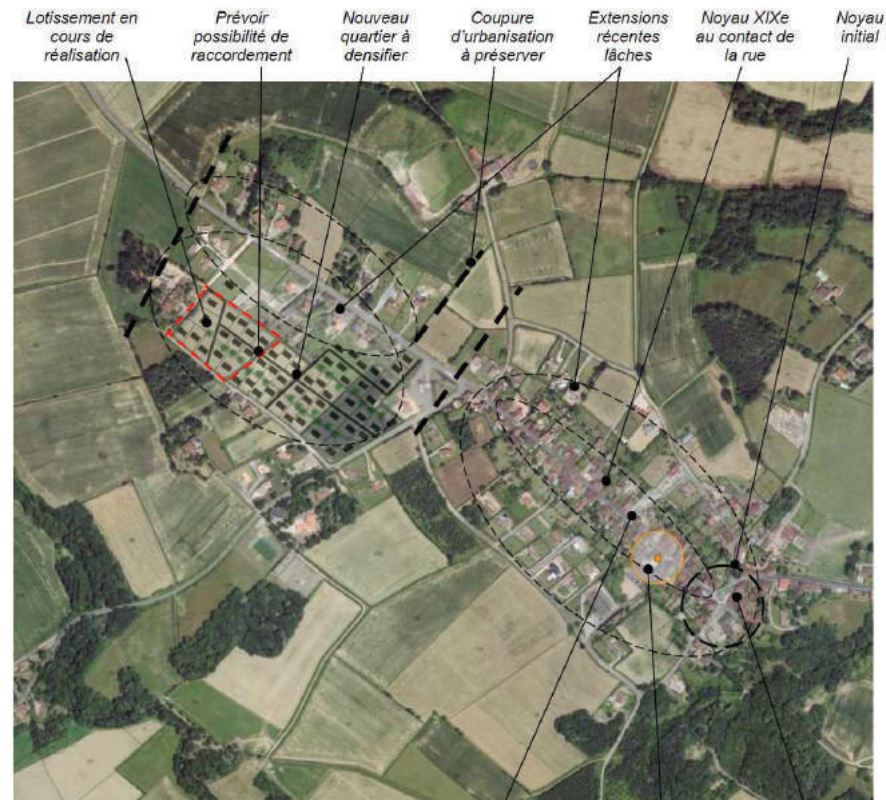 Lotissement en
cours de
réalisation
Prévoir
possibilité de
raccordement
Nouveau
quartier à
densifier
Coupure
d'urbanisation
à préserver
Extensions
récentes
lâches
Noyau XIXe
au contact de
la rue
Noyau
initial